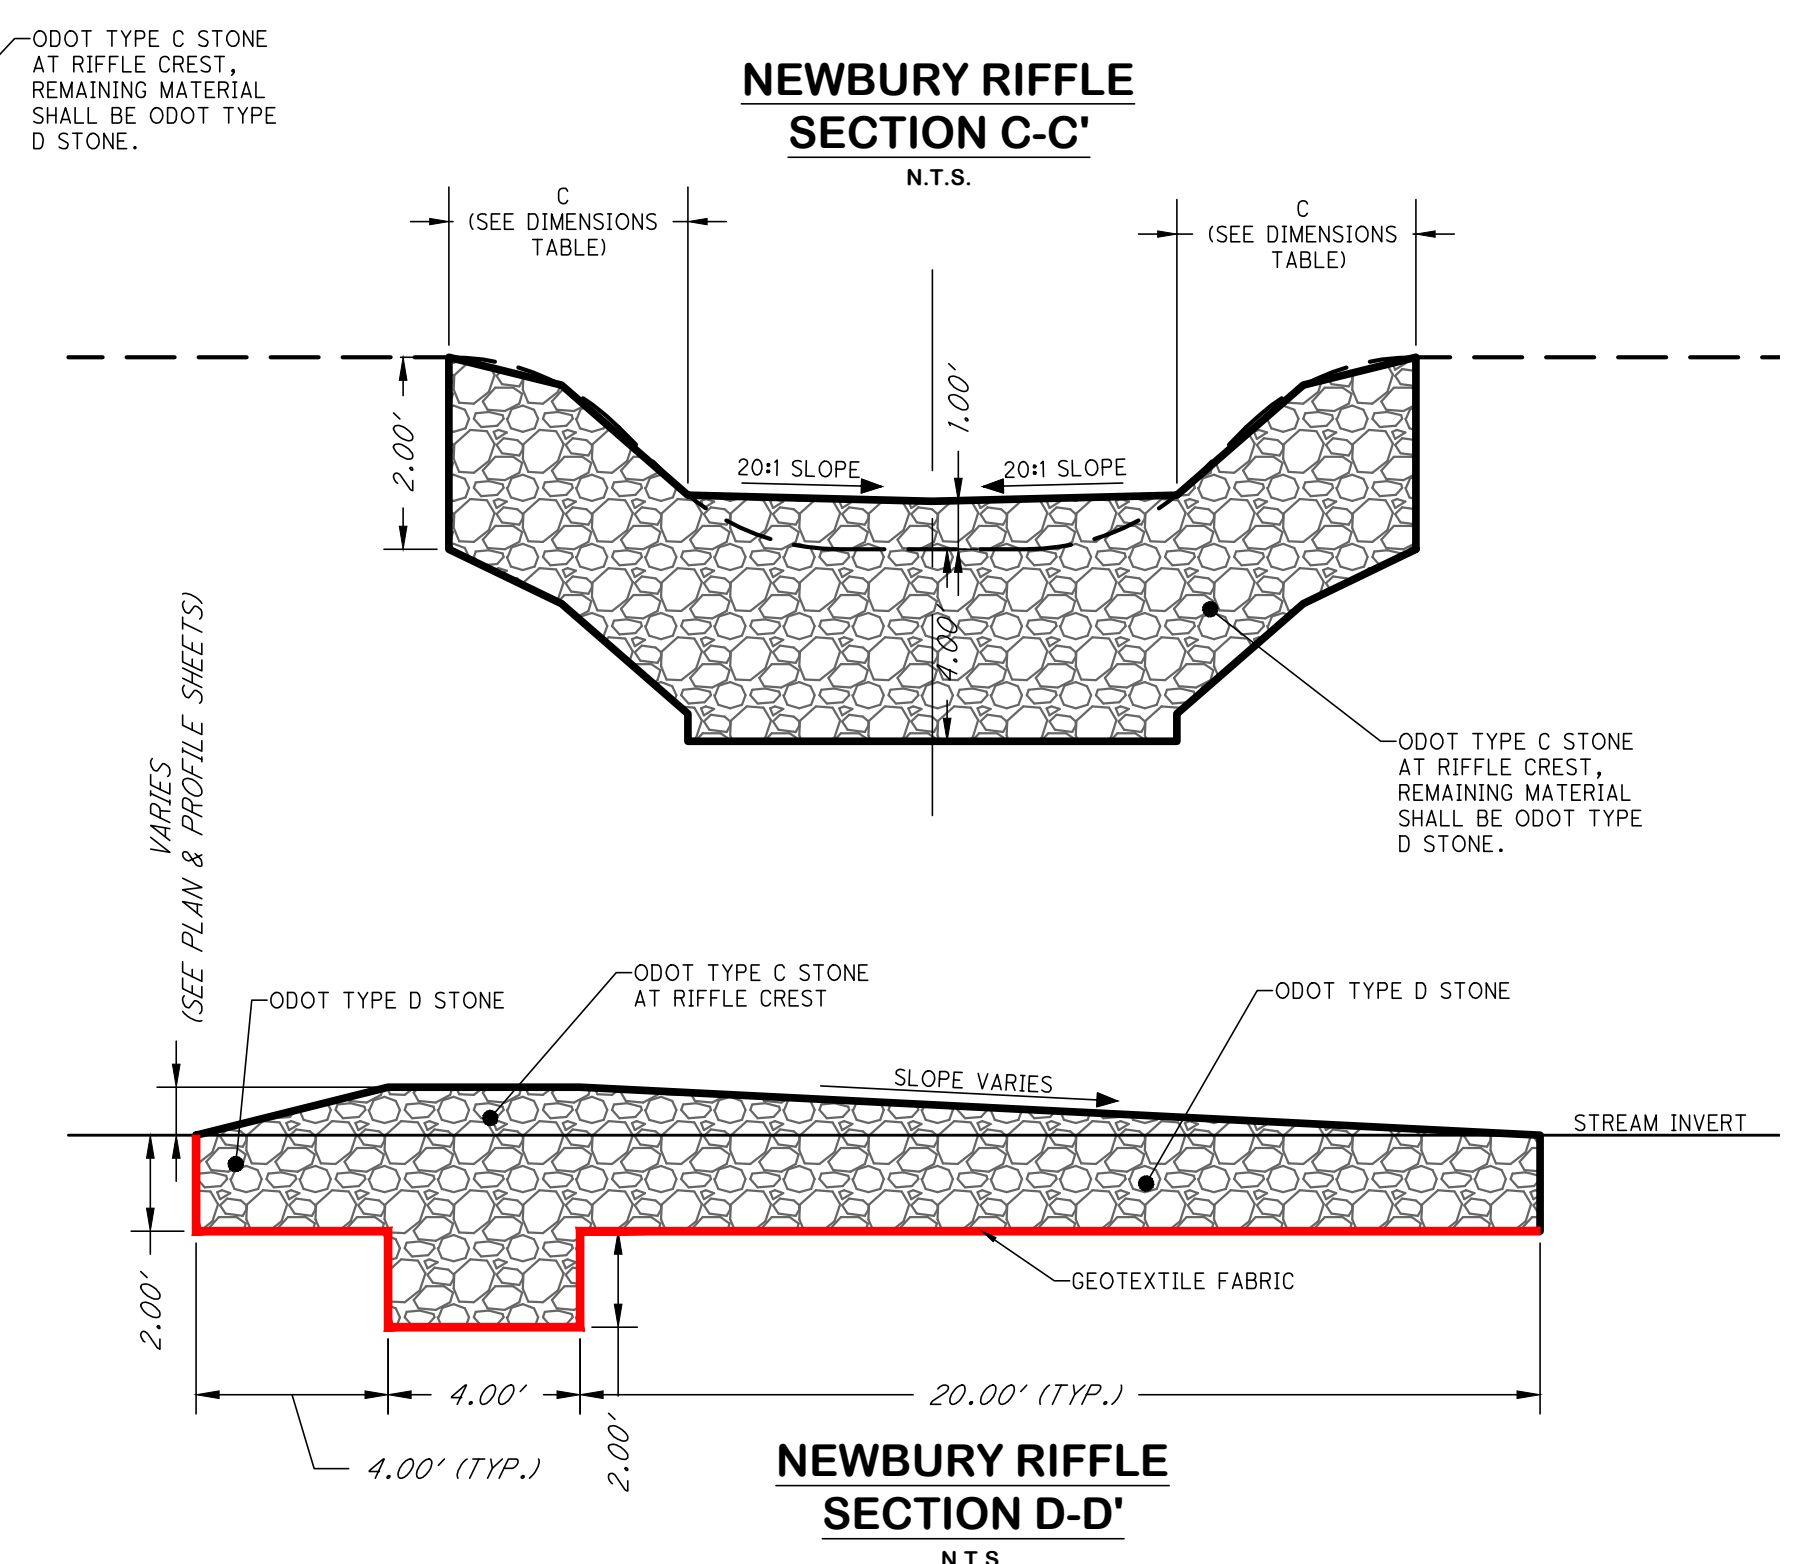 ODOT TYPE C STONE
AT RIFFLE CREST,
REMAINING MATERIAL
SHALL BE ODOT TYPE
D STONE.
NEWBURY RIFFLE
SECTION C-C'
N.T.S.
C
(SEE DIMENSIONS
TABLE)
C
(SEE DIMENSIONS
TABLE)
2.00'
1.00'
20:1 SLOPE
20:1 SLOPE
4.00'
ODOT TYPE C STONE
AT RIFFLE CREST,
REMAINING MATERIAL
SHALL BE ODOT TYPE
D STONE.
VARIES
(SEE PLAN & PROFILE SHEETS)
ODOT TYPE D STONE
ODOT TYPE C STONE
AT RIFFLE CREST
ODOT TYPE D STONE
SLOPE VARIES
STREAM INVERT
2.00'
GEOTEXTILE FABRIC
4.00'
20.00' (TYP.)
4.00' (TYP.)
2.00'
NEWBURY RIFFLE
SECTION D-D'
N.T.S.